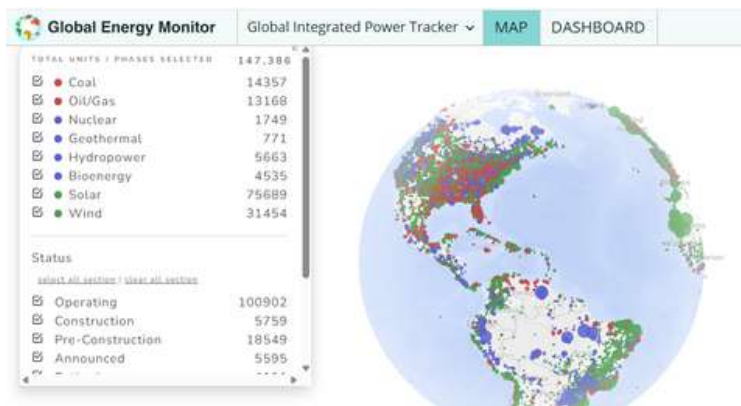 Global Energy Monitor
Global Integrated Power Tracker
MAP
DASHBOARD
TOTAL UNITS / PHASES SELECTED 147,386
Coal 14357
Oil/Gas 13168
Nuclear 1749
Geothermal 771
Hydropower 5663
Bioenergy 4535
Solar 75689
Wind 31454
Status
select all section / clear all section
Operating 100902
Construction 5759
Pre-Construction 18549
Announced 5595